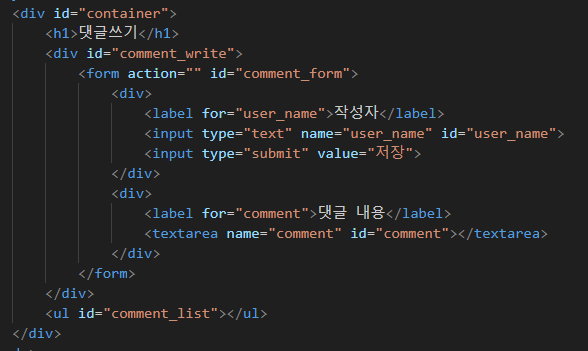 <div id="container">
<h1>댓글쓰기</h1>
<div id="comment_write">
<form action="" id="comment_form">
<div>
<label for="user_name">작성자</label>
<input type="text" name="user_name" id="user_name">
<input type="submit" value="저장">
</div>
<div>
<label for="comment">댓글 내용</label>
<textarea name="comment" id="comment"></textarea>
</div>
</form>
</div>
<ul id="comment_list"></ul>
</div>